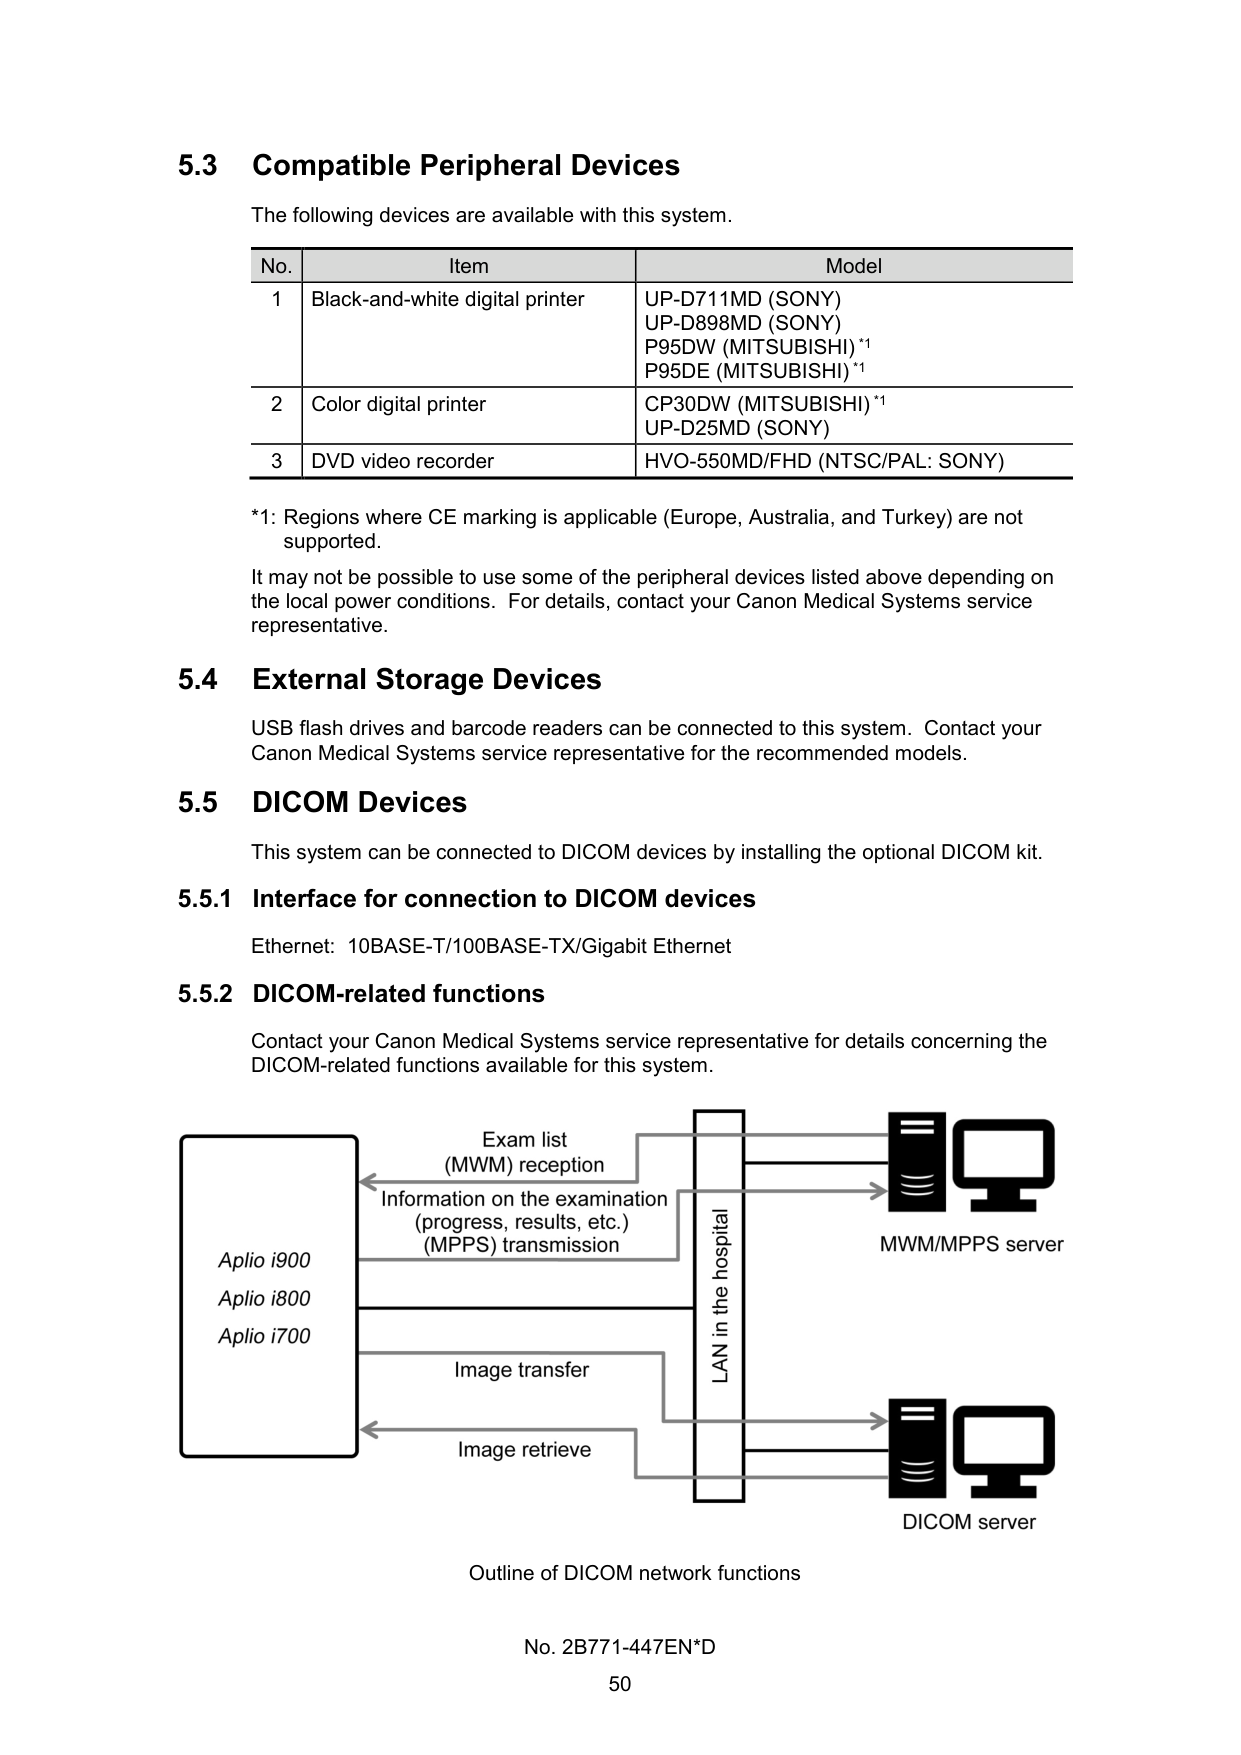 5.3 Compatible Peripheral Devices
The following devices are available with this system.
No. Item Model
1 Black-and-white digital printer UP-D711MD (SONY)
UP-D898MD (SONY)
P95DW (MITSUBISHI) *1
P95DE (MITSUBISHI) *1
2 Color digital printer CP30DW (MITSUBISHI) *1
UP-D25MD (SONY)
3 DVD video recorder HVO-550MD/FHD (NTSC/PAL: SONY)
*1: Regions where CE marking is applicable (Europe, Australia, and Turkey) are not
supported.
It may not be possible to use some of the peripheral devices listed above depending on
the local power conditions. For details, contact your Canon Medical Systems service
representative.
5.4 External Storage Devices
USB flash drives and barcode readers can be connected to this system. Contact your
Canon Medical Systems service representative for the recommended models.
5.5 DICOM Devices
This system can be connected to DICOM devices by installing the optional DICOM kit.
5.5.1 Interface for connection to DICOM devices
Ethernet: 10BASE-T/100BASE-TX/Gigabit Ethernet
5.5.2 DICOM-related functions
Contact your Canon Medical Systems service representative for details concerning the
DICOM-related functions available for this system.
Exam list
(MWM) reception
Information on the examination
(progress, results, etc.)
(MPPS) transmission
Aplio i900
Aplio i800
Aplio i700
Image transfer
Image retrieve
LAN in the hospital
MWM/MPPS server
DICOM server
Outline of DICOM network functions
No. 2B771-447EN*D
50